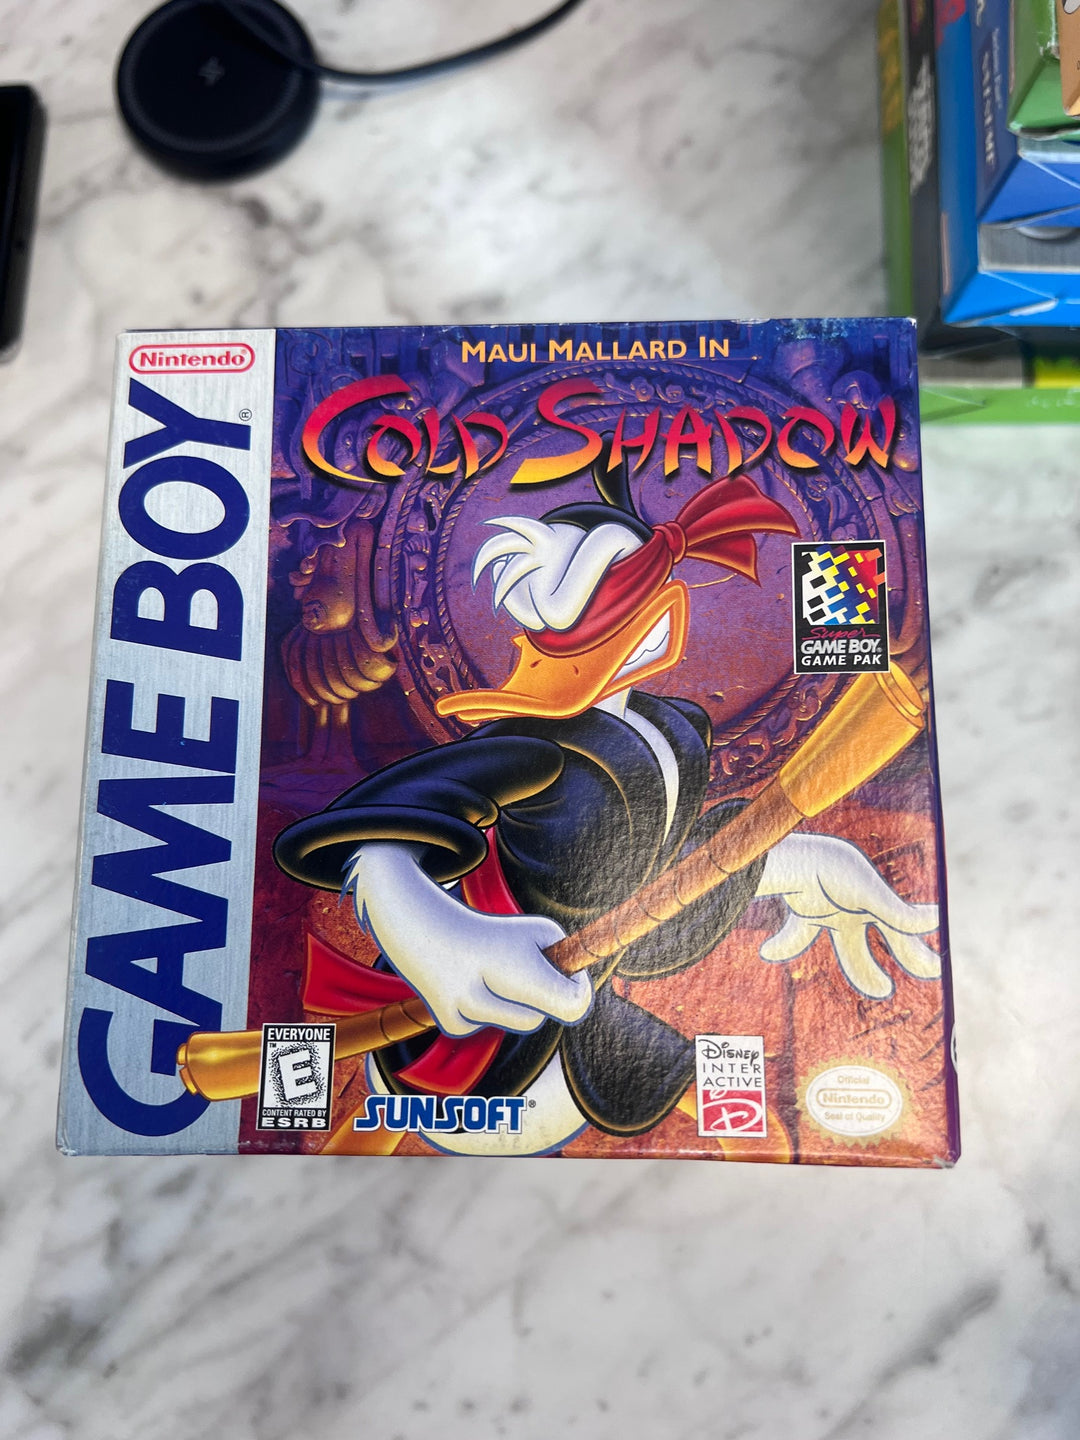 Nintendo®
GAME BOY®
MAUI MALLARD IN
COLD SHADOW
Super
GAME BOY®
GAME PAK
EVERYONE
E
CONTENT RATED BY
ESRB
SUNSOFT®
DISNEY
INTER
ACTIVE
D
Official
Nintendo
Seal of Quality